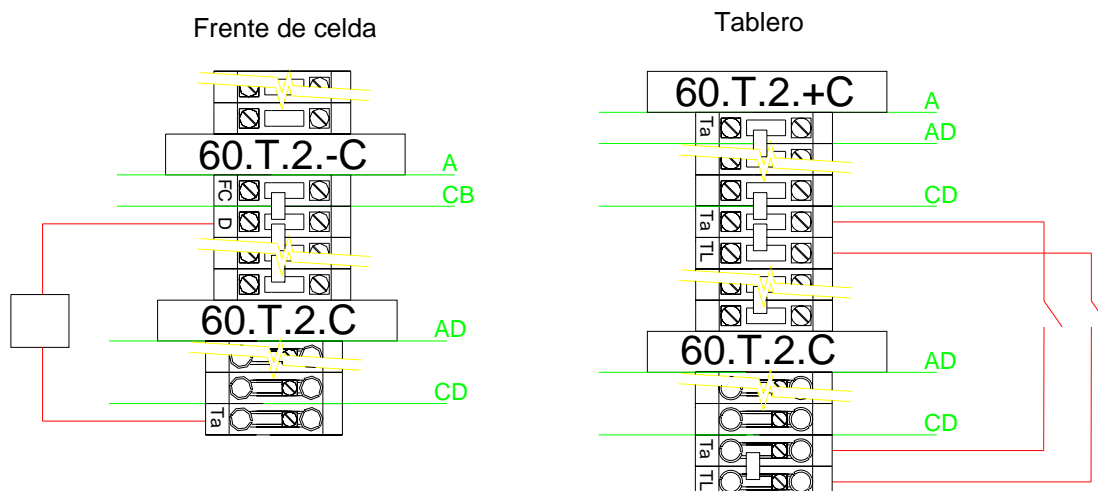 Frente de celda
60.T.2.-C
A
FC
CB
D
60.T.2.C
AD
CD
Ta
Tablero
60.T.2.+C
A
Ta
AD
CD
Ta
TL
60.T.2.C
AD
CD
Ta
TL